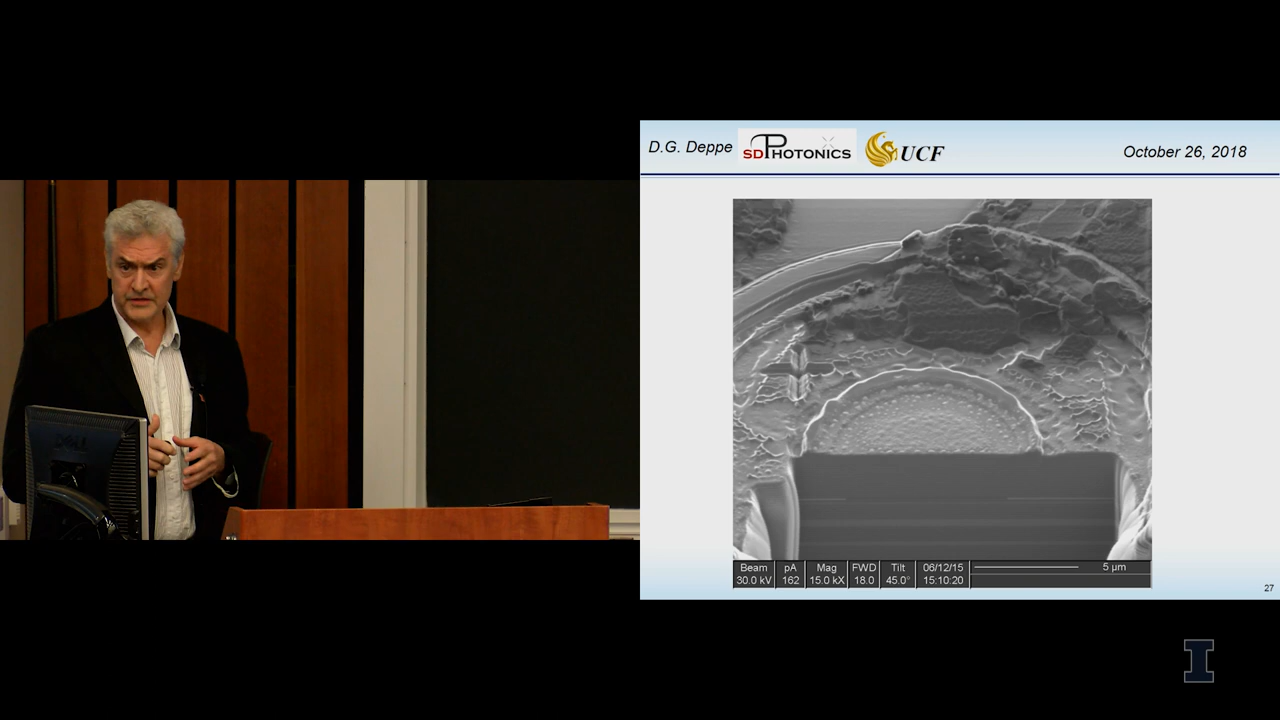 D.G. Deppe
SDPHOTONICS
UCF
October 26, 2018
Beam pA Mag FWD Tilt 06/12/15 5 µm
30.0 kV 162 15.0 kX 18.0 45.0° 15:10:20
27
DELL
I